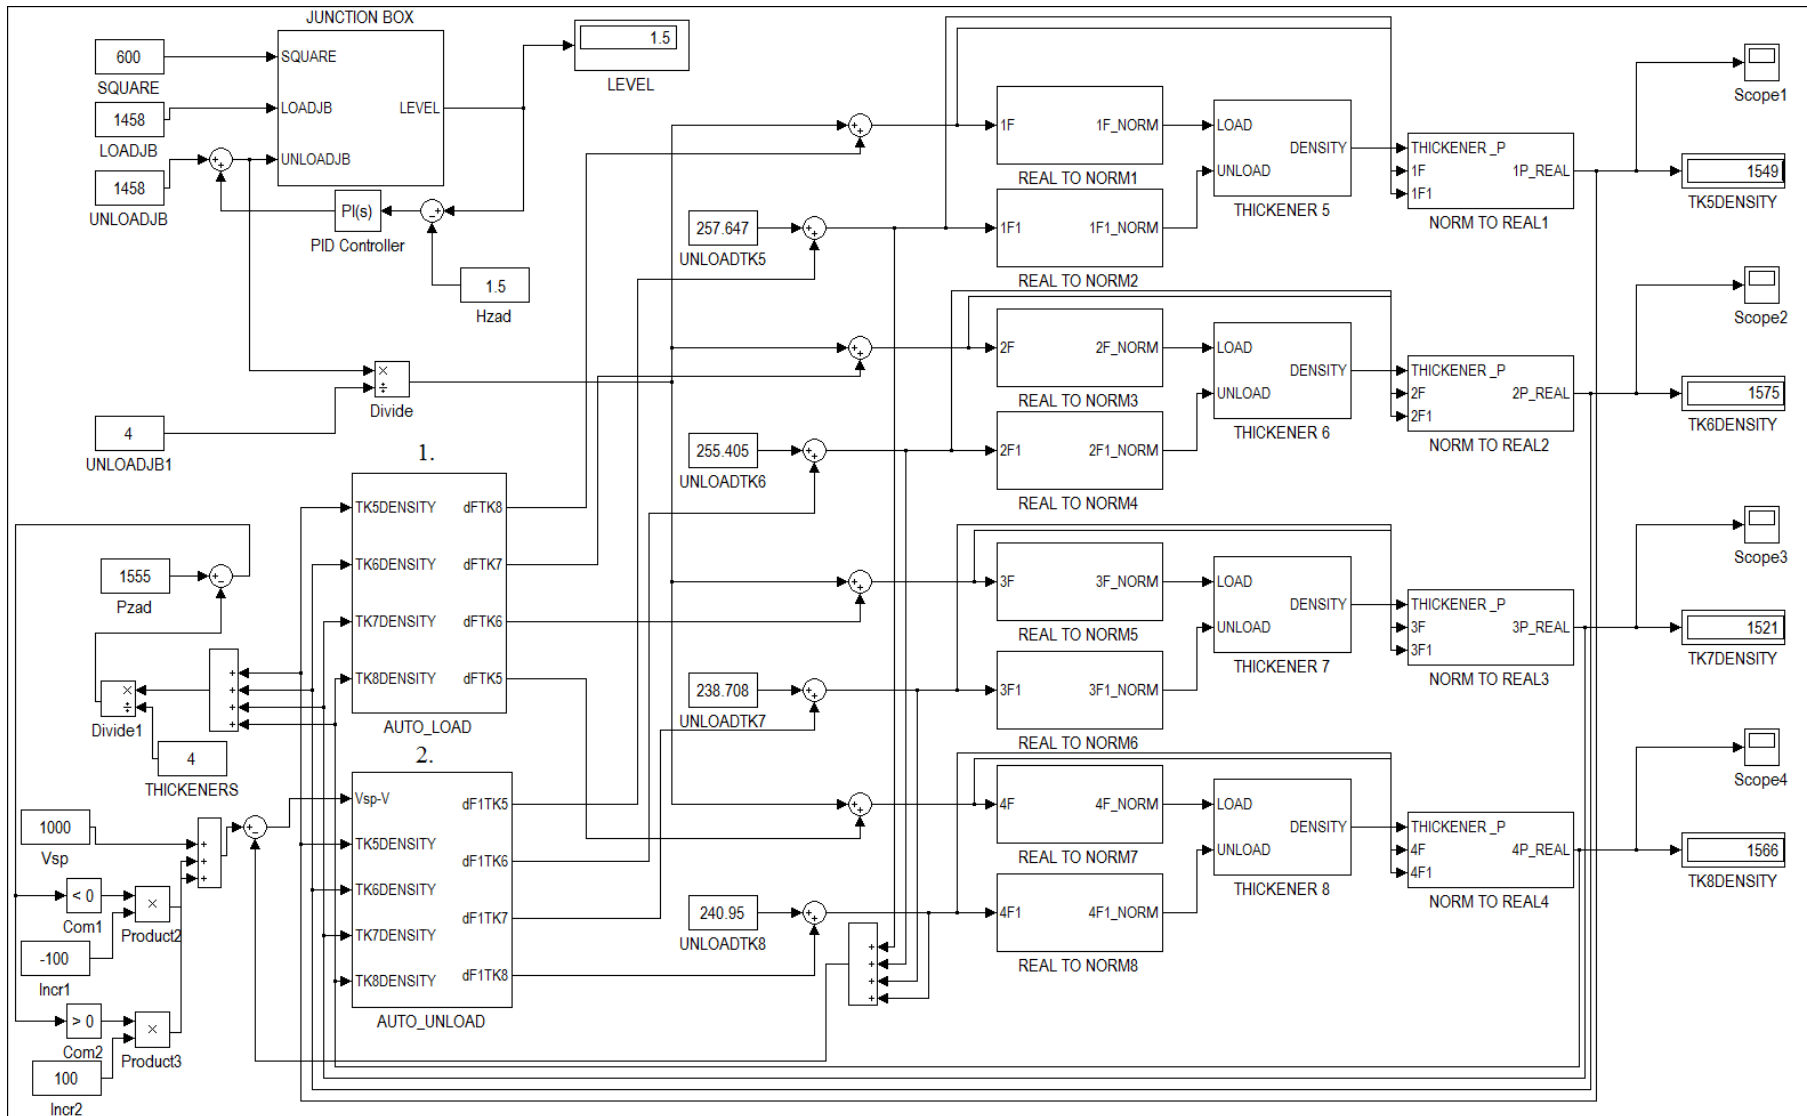 JUNCTION BOX
600
SQUARE
SQUARE
1458
LOADJB
LOADJB
LEVEL
1458
UNLOADJB
UNLOADJB
++
1.5
LEVEL
PI(s)
PID Controller
-+
1.5
Hzad
×
÷
Divide
4
UNLOADJB1
1.
TK5DENSITY
dFTK8
TK6DENSITY
dFTK7
TK7DENSITY
dFTK6
TK8DENSITY
dFTK5
AUTO_LOAD
1555
Pzad
+-
×
÷
Divide1
4
THICKENERS
+
+
+
+
2.
Vsp-V
dF1TK5
TK5DENSITY
dF1TK6
TK6DENSITY
dF1TK7
TK7DENSITY
dF1TK8
TK8DENSITY
AUTO_UNLOAD
1000
Vsp
+
+
+
+-
< 0
Com1
×
Product2
-100
Incr1
> 0
Com2
×
Product3
100
Incr2
++
257.647
UNLOADTK5
++
1F
1F_NORM
REAL TO NORM1
1F1
1F1_NORM
REAL TO NORM2
LOAD
DENSITY
UNLOAD
THICKENER 5
THICKENER _P
1F
1P_REAL
1F1
NORM TO REAL1
Scope1
1549
TK5DENSITY
++
255.405
UNLOADTK6
++
2F
2F_NORM
REAL TO NORM3
2F1
2F1_NORM
REAL TO NORM4
LOAD
DENSITY
UNLOAD
THICKENER 6
THICKENER _P
2F
2P_REAL
2F1
NORM TO REAL2
Scope2
1575
TK6DENSITY
++
238.708
UNLOADTK7
++
3F
3F_NORM
REAL TO NORM5
3F1
3F1_NORM
REAL TO NORM6
LOAD
DENSITY
UNLOAD
THICKENER 7
THICKENER _P
3F
3P_REAL
3F1
NORM TO REAL3
Scope3
1521
TK7DENSITY
++
240.95
UNLOADTK8
++
+
+
+
+
4F
4F_NORM
REAL TO NORM7
4F1
4F1_NORM
REAL TO NORM8
LOAD
DENSITY
UNLOAD
THICKENER 8
THICKENER _P
4F
4P_REAL
4F1
NORM TO REAL4
Scope4
1566
TK8DENSITY